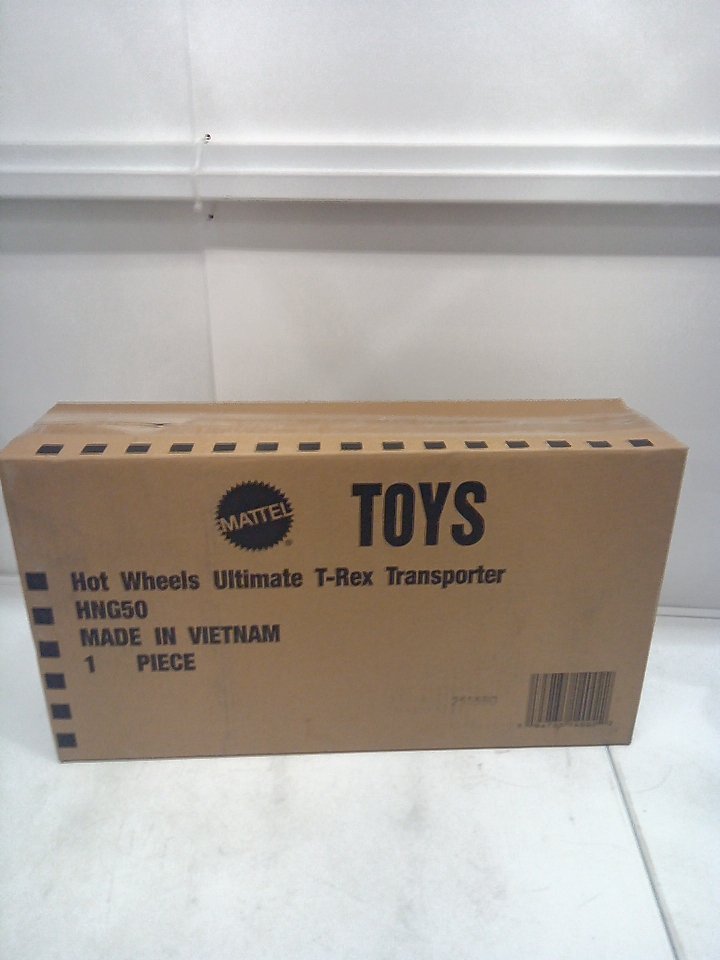 MATTEL
®
TOYS
Hot Wheels Ultimate T-Rex Transporter
HNG50
MADE IN VIETNAM
1 PIECE